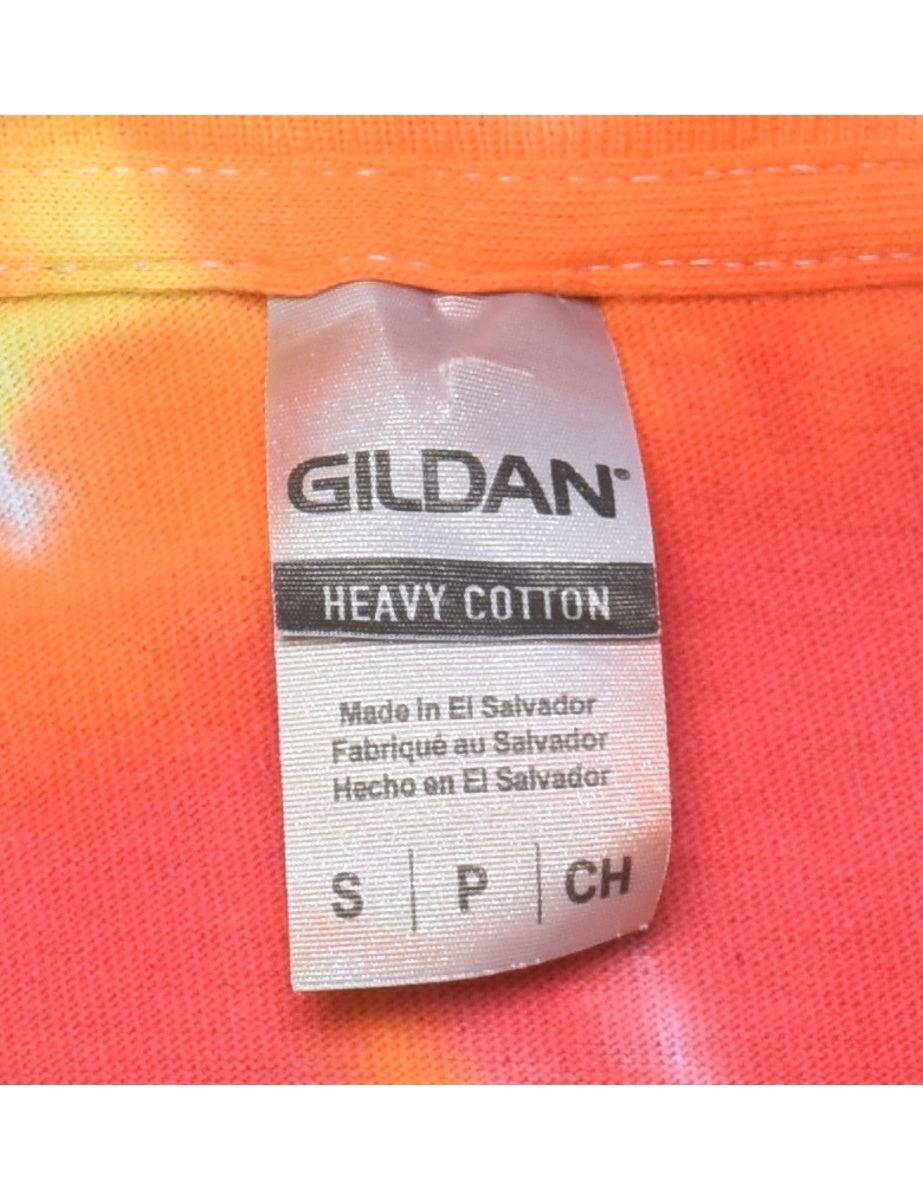 GILDAN®
HEAVY COTTON
Made in El Salvador
Fabriqué au Salvador
Hecho en El Salvador
S | P | CH